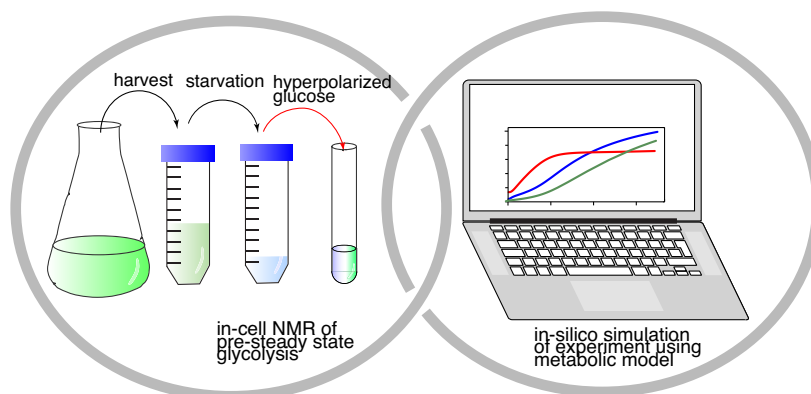 harvest
starvation
hyperpolarized
glucose
in-cell NMR of
pre-steady state
glycolysis
in-silico simulation
of experiment using
metabolic model